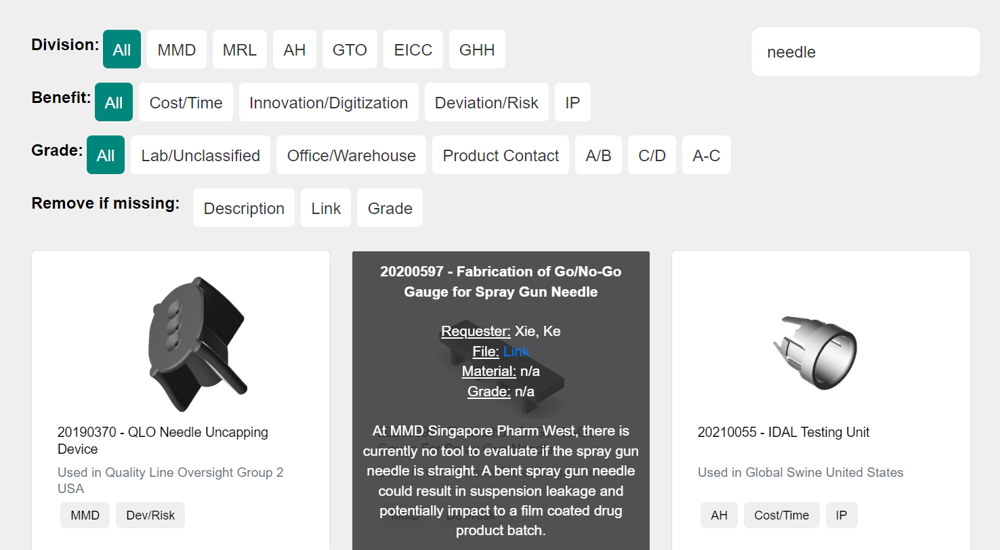 Division: All MMD MRL AH GTO EICC GHH
needle
Benefit: All Cost/Time Innovation/Digitization Deviation/Risk IP
Grade: All Lab/Unclassified Office/Warehouse Product Contact A/B C/D A-C
Remove if missing: Description Link Grade
20190370 - QLO Needle Uncapping
Device
Used in Quality Line Oversight Group 2
USA
MMD Dev/Risk
20200597 - Fabrication of Go/No-Go
Gauge for Spray Gun Needle
Requester: Xie, Ke
File: Link
Material: n/a
Grade: n/a
At MMD Singapore Pharm West, there is
currently no tool to evaluate if the spray gun
needle is straight. A bent spray gun needle
could result in suspension leakage and
potentially impact to a film coated drug
product batch.
MMD Dev/Risk
20210055 - IDAL Testing Unit
Used in Global Swine United States
AH Cost/Time IP